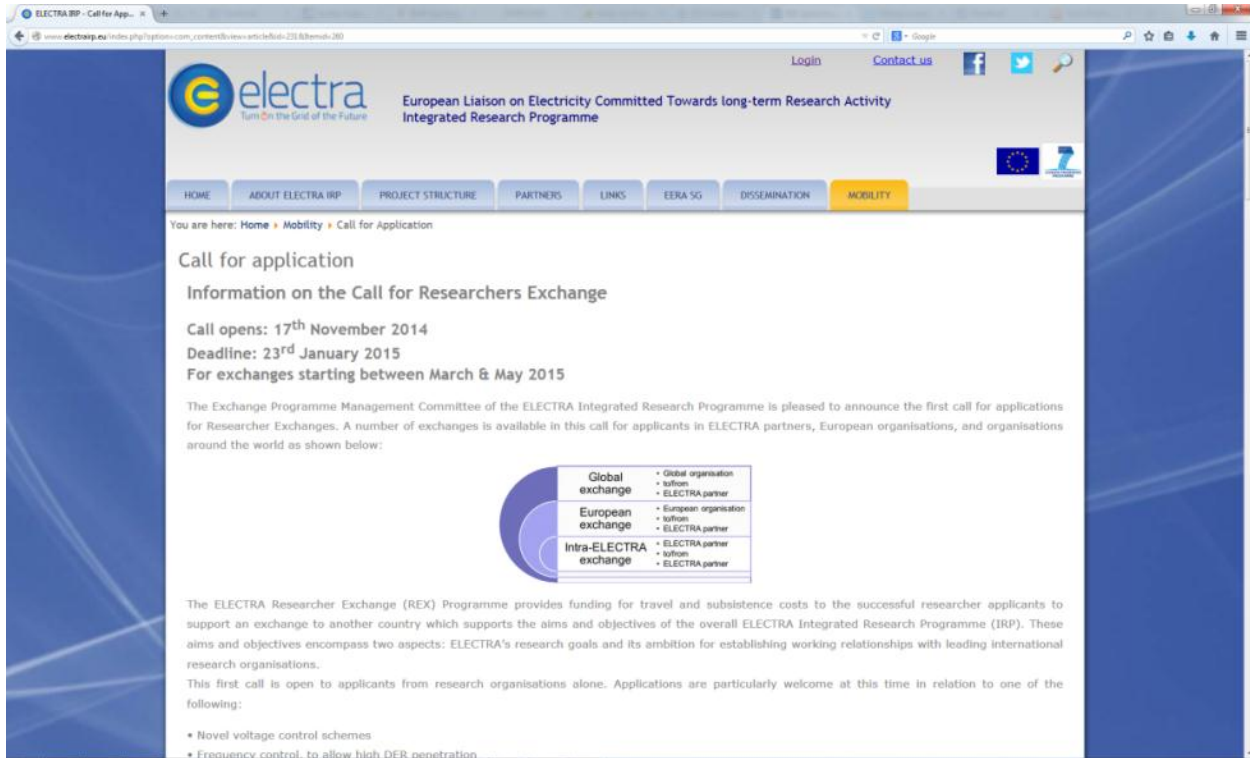 ELECTRA IRP - Call for App...
www.electrairp.eu/index.php?option=com_content&view=article&id=231&Itemid=260
Google
Login Contact us
electra
Turn On the Grid of the Future
European Liaison on Electricity Committed Towards long-term Research Activity
Integrated Research Programme
HOME ABOUT ELECTRA IRP PROJECT STRUCTURE PARTNERS LINKS EERA SG DISSEMINATION MOBILITY
You are here: Home Mobility Call for Application
Call for application
Information on the Call for Researchers Exchange
Call opens: 17th November 2014
Deadline: 23rd January 2015
For exchanges starting between March & May 2015
The Exchange Programme Management Committee of the ELECTRA Integrated Research Programme is pleased to announce the first call for applications
for Researcher Exchanges. A number of exchanges is available in this call for applicants in ELECTRA partners, European organisations, and organisations
around the world as shown below:
Global exchange
• Global organisation
• to/from
• ELECTRA partner
European exchange
• European organisation
• to/from
• ELECTRA partner
Intra-ELECTRA exchange
• ELECTRA partner
• to/from
• ELECTRA partner
The ELECTRA Researcher Exchange (REX) Programme provides funding for travel and subsistence costs to the successful researcher applicants to
support an exchange to another country which supports the aims and objectives of the overall ELECTRA Integrated Research Programme (IRP). These
aims and objectives encompass two aspects: ELECTRA's research goals and its ambition for establishing working relationships with leading international
research organisations.
This first call is open to applicants from research organisations alone. Applications are particularly welcome at this time in relation to one of the
following:
• Novel voltage control schemes
• Frequency control, to allow high DER penetration